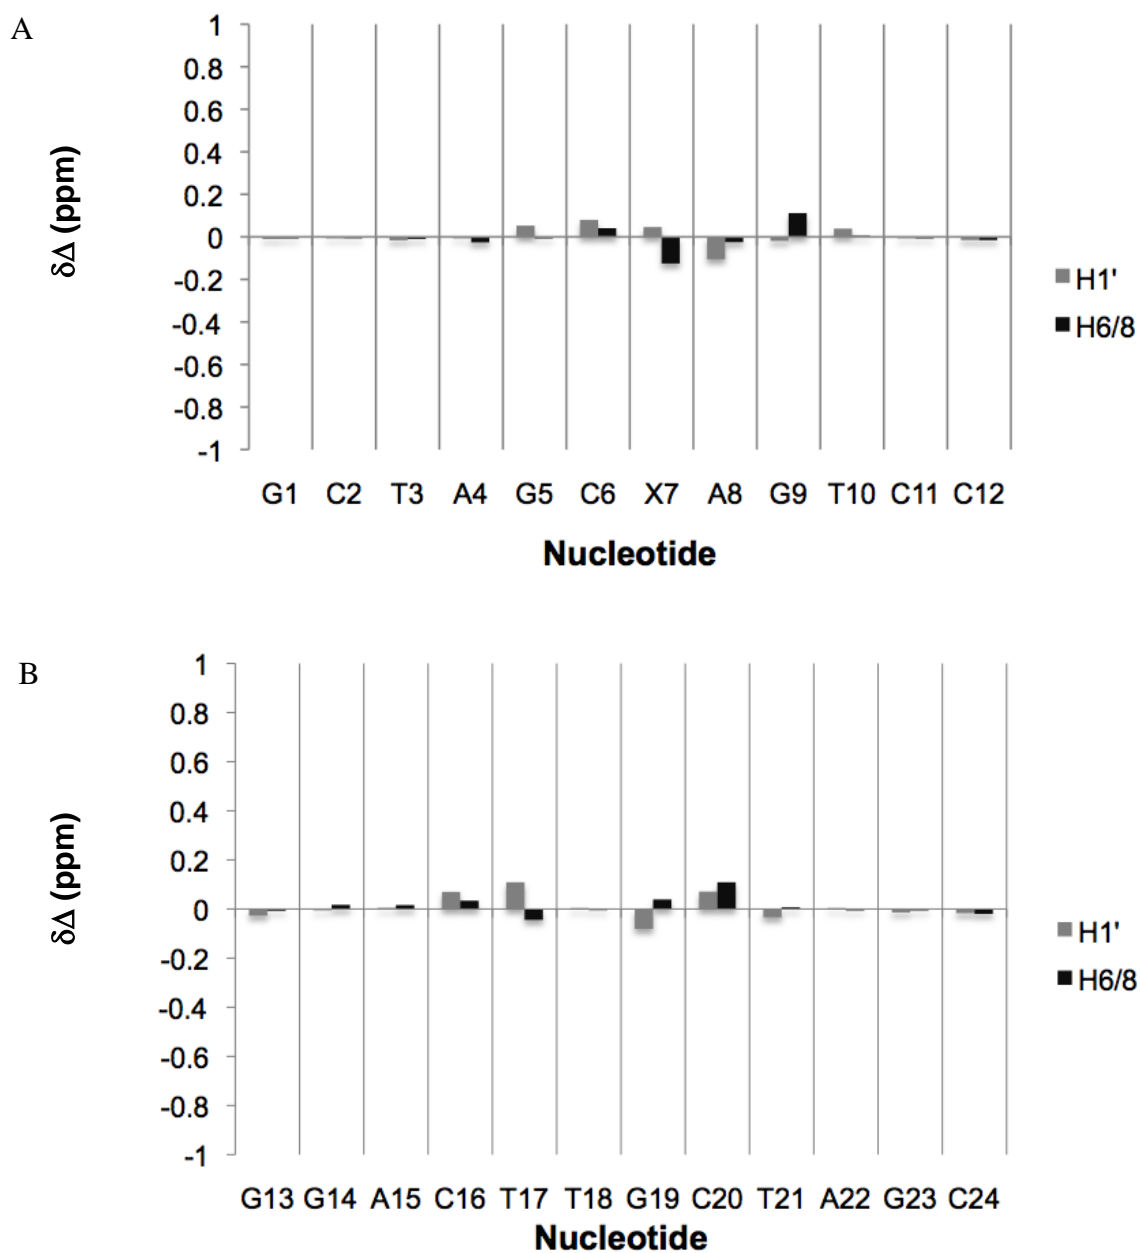 A
δΔ (ppm)
1
0.8
0.6
0.4
0.2
0
-0.2
-0.4
-0.6
-0.8
-1
H1'
H6/8
G1 C2 T3 A4 G5 C6 X7 A8 G9 T10 C11 C12
Nucleotide
B
δΔ (ppm)
1
0.8
0.6
0.4
0.2
0
-0.2
-0.4
-0.6
-0.8
-1
H1'
H6/8
G13 G14 A15 C16 T17 T18 G19 C20 T21 A22 G23 C24
Nucleotide